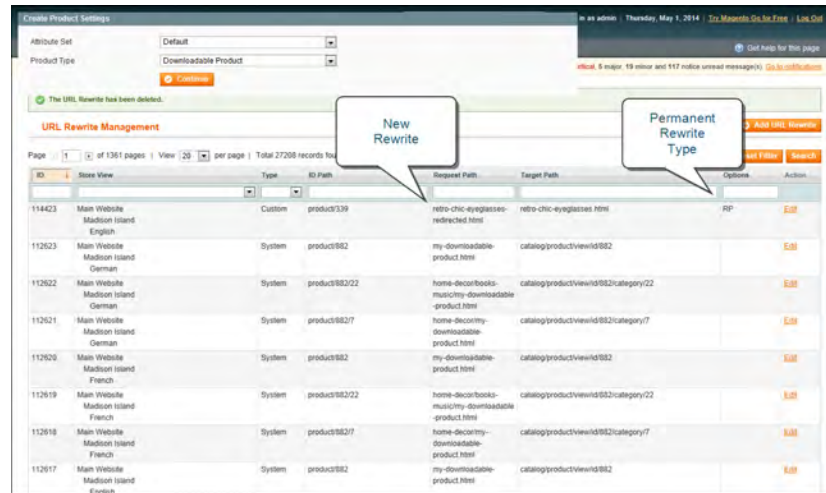 Create Product Settings
in as admin | Thursday, May 1, 2014 | Try Magento Go for Free | Log Out
Attribute Set Default
Get help for this page
Product Type Downloadable Product
5 major, 19 minor and 117 notice unread message(s). Go to notifications
Continue
The URL Rewrite has been deleted.
New
Rewrite
Permanent
Rewrite
Type
URL Rewrite Management
Add URL Rewrite
Page 1 of 1361 pages | View 20 per page | Total 27208 records
Filter Search
ID Store View Type ID Path Request Path Target Path Options Action
114423 Main Website Custom product/339 retro-chic-eyeglasses- retro-chic-eyeglasses.html RP Edit
Madison Island redirected.html
English
112623 Main Website System product/882 my-downloadable- catalog/product/view/id/882 Edit
Madison Island product.html
German
112622 Main Website System product/882/22 home-decor/books- catalog/product/view/id/882/category/22 Edit
Madison Island music/my-downloadable
German -product.html
112621 Main Website System product/882/7 home-decor/my- catalog/product/view/id/882/category/7 Edit
Madison Island downloadable-
German product.html
112620 Main Website System product/882 my-downloadable- catalog/product/view/id/882 Edit
Madison Island product.html
French
112619 Main Website System product/882/22 home-decor/books- catalog/product/view/id/882/category/22 Edit
Madison Island music/my-downloadable
French -product.html
112618 Main Website System product/882/7 home-decor/my- catalog/product/view/id/882/category/7 Edit
Madison Island downloadable-
French product.html
112617 Main Website System product/882 my-downloadable- catalog/product/view/id/882 Edit
Madison Island product.html
English